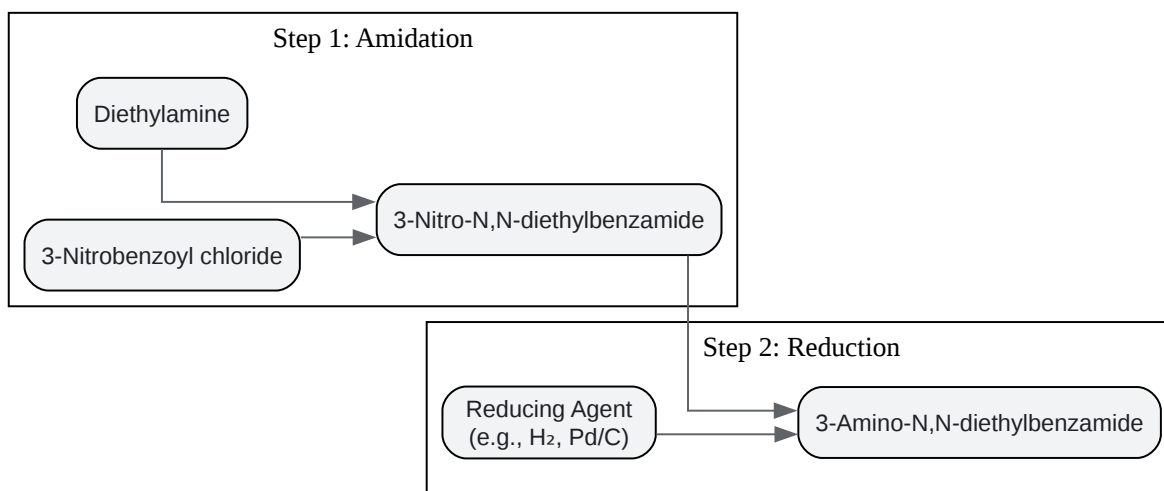 Step 1: Amidation
Diethylamine
3-Nitro-N,N-diethylbenzamide
3-Nitrobenzoyl chloride
Step 2: Reduction
Reducing Agent
(e.g., H₂, Pd/C)
3-Amino-N,N-diethylbenzamide